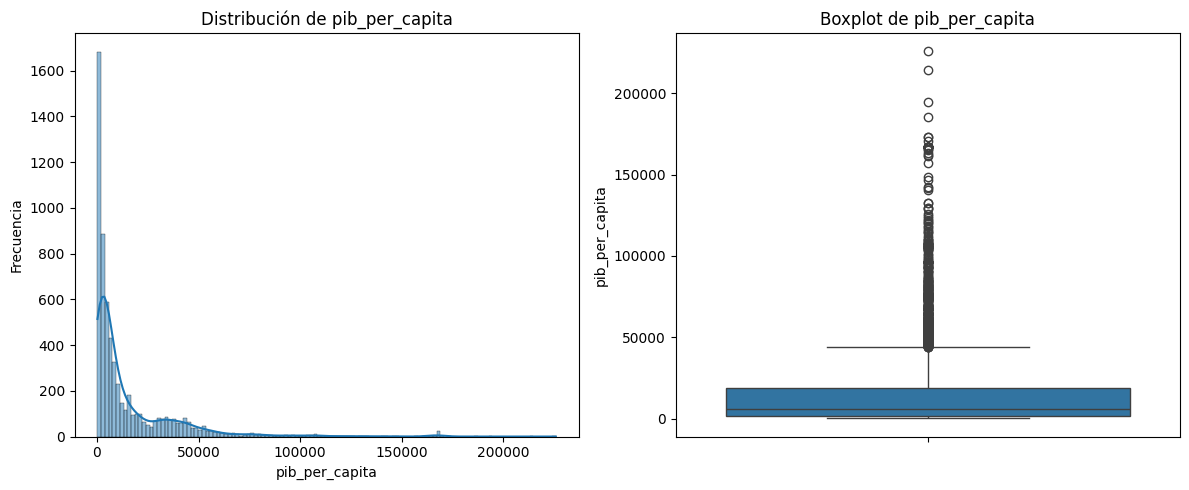 Distribución de pib_per_capita
1600
1400
1200
1000
800
600
400
200
0
Frecuencia
0 50000 100000 150000 200000
pib_per_capita
Boxplot de pib_per_capita
200000
150000
100000
50000
0
pib_per_capita